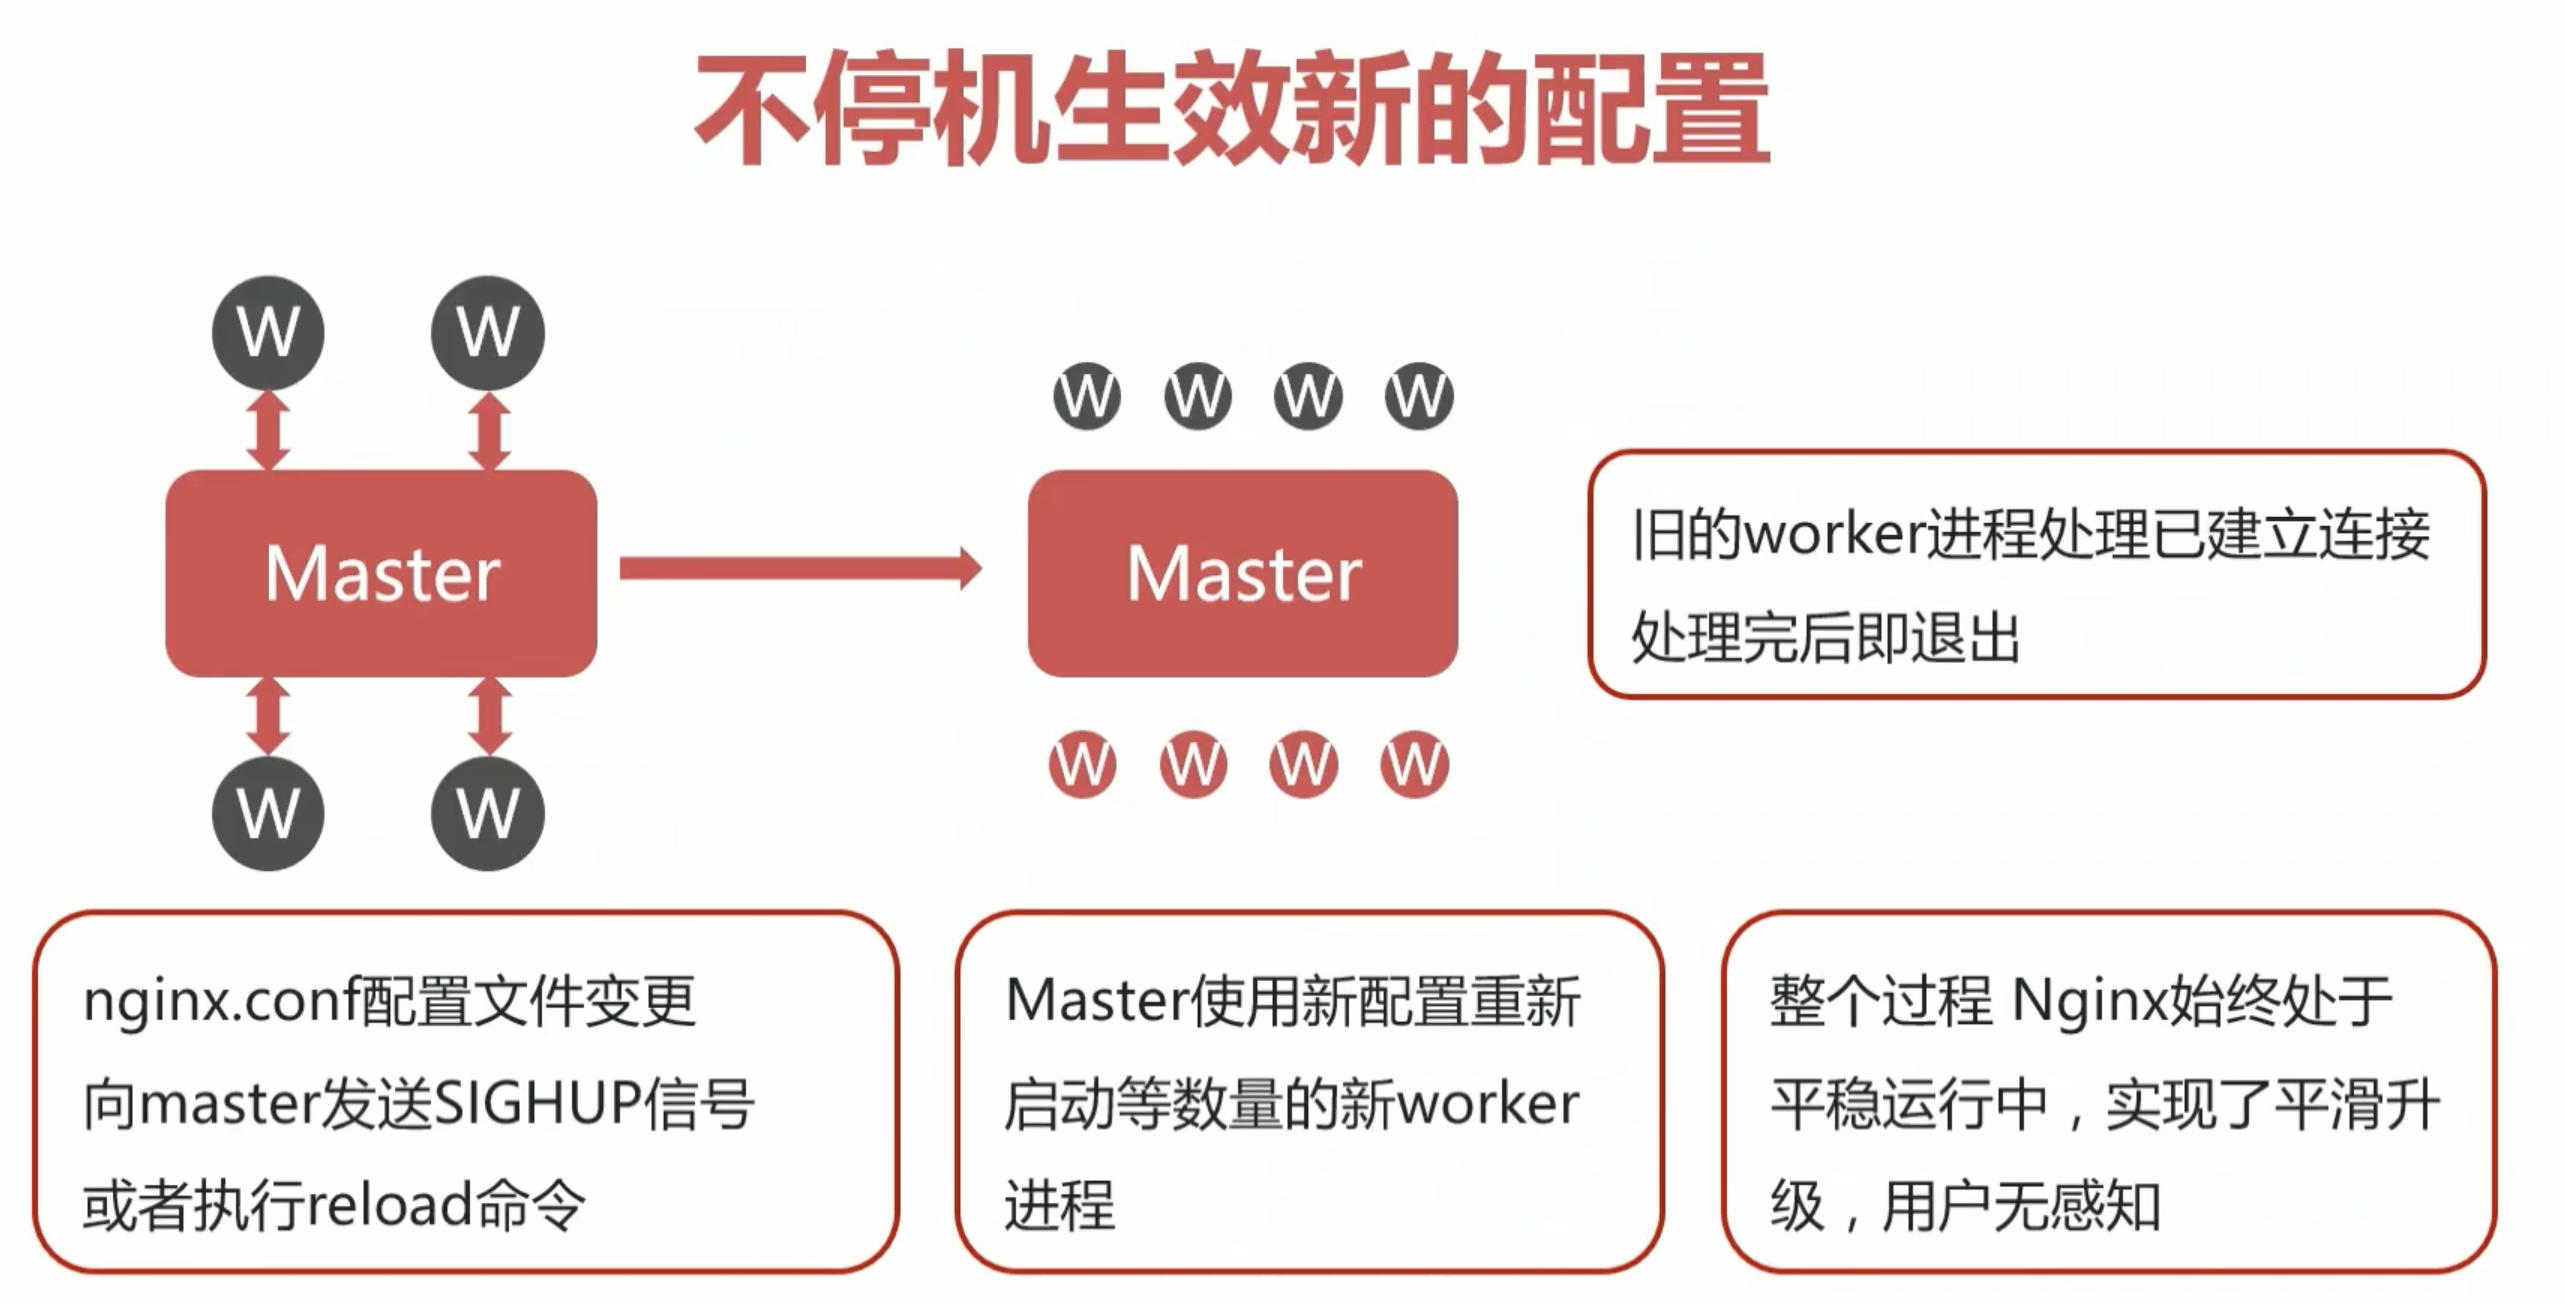 不停机生效新的配置
W W
Master
W W
W W W W
Master
W W W W
旧的worker进程处理已建立连接
处理完后即退出
nginx.conf配置文件变更
向master发送SIGHUP信号
或者执行reload命令
Master使用新配置重新
启动等数量的新worker
进程
整个过程 Nginx始终处于
平稳运行中，实现了平滑升
级，用户无感知